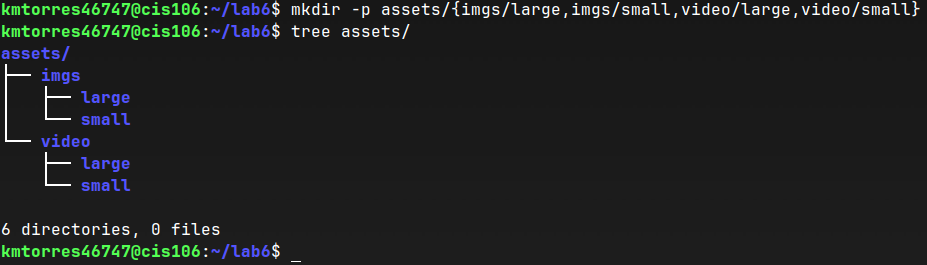 kmtorres46747@cis106:~/lab6$ mkdir -p assets/{imgs/large,imgs/small,video/large,video/small}
kmtorres46747@cis106:~/lab6$ tree assets/
assets/
├── imgs
│   ├── large
│   └── small
└── video
    ├── large
    └── small

6 directories, 0 files
kmtorres46747@cis106:~/lab6$ _